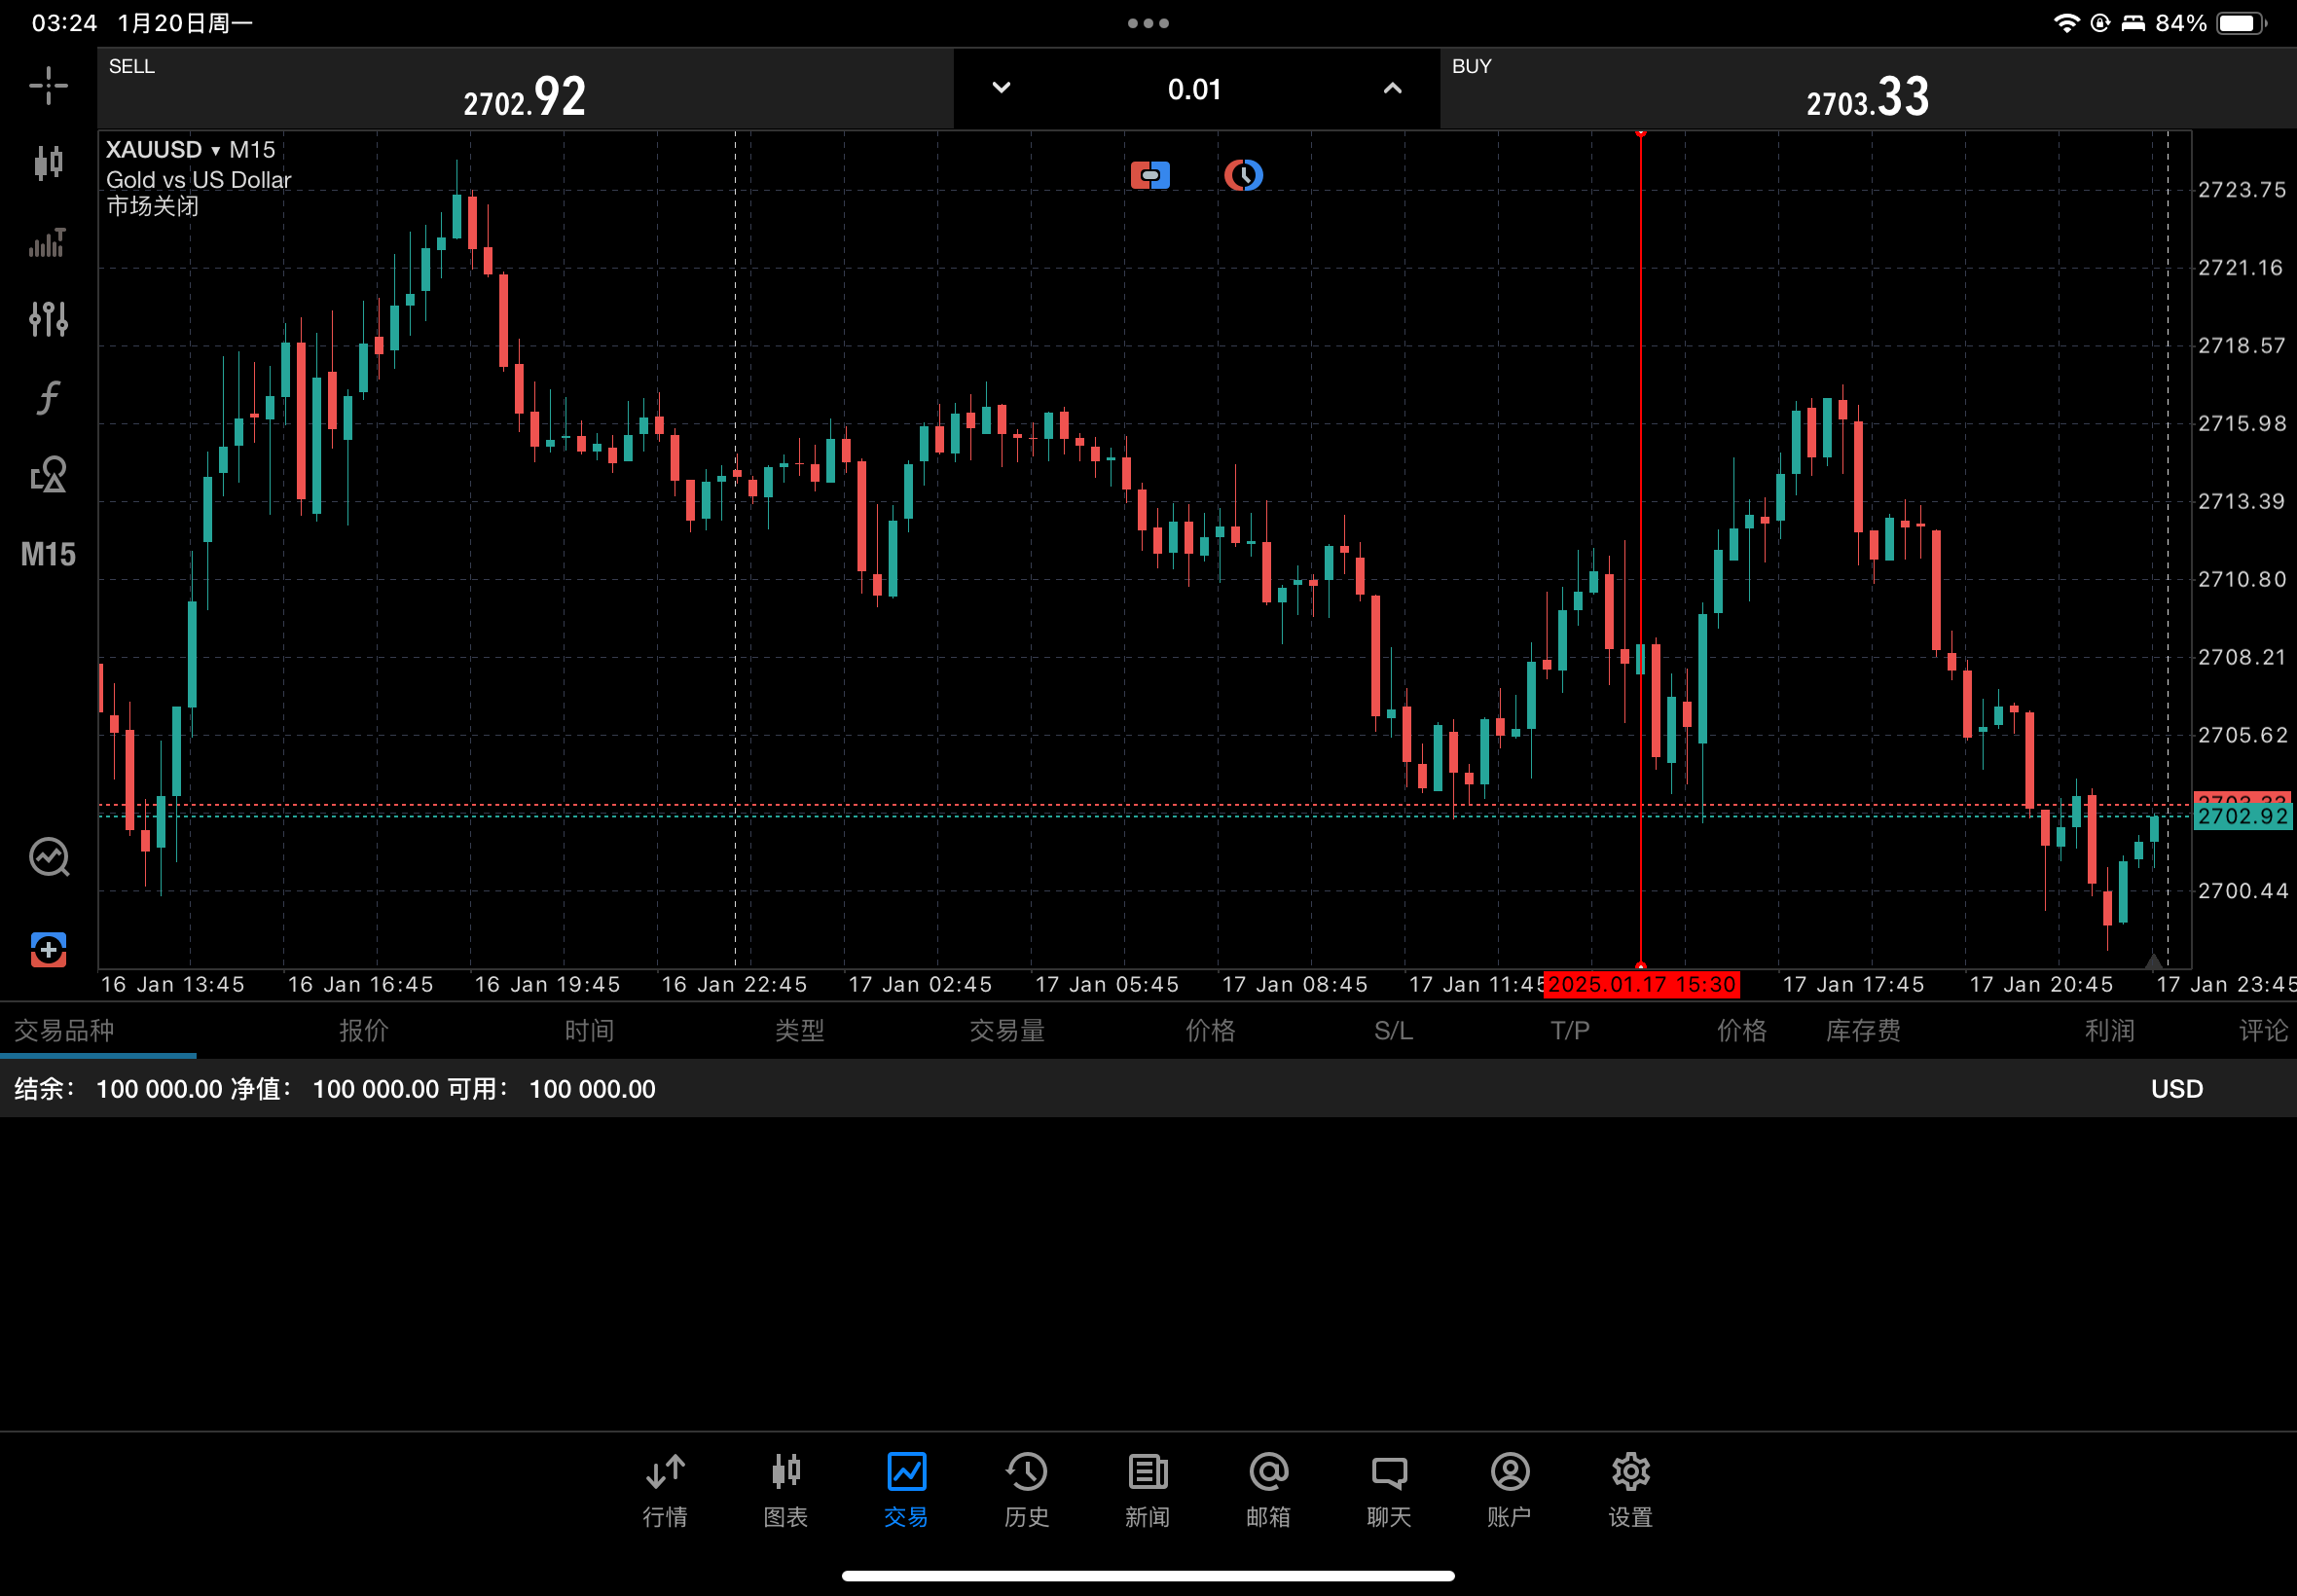 03:24 1月20日周一
84%
SELL
2702.92
0.01
BUY
2703.33
XAUUSD ▾ M15
Gold vs US Dollar
市场关闭
M15
2723.75
2721.16
2718.57
2715.98
2713.39
2710.80
2708.21
2705.62
2702.92
2700.44
16 Jan 13:45
16 Jan 16:45
16 Jan 19:45
16 Jan 22:45
17 Jan 02:45
17 Jan 05:45
17 Jan 08:45
17 Jan 11:45
2025.01.17 15:30
17 Jan 17:45
17 Jan 20:45
17 Jan 23:45
交易品种 报价 时间 类型 交易量 价格 S/L T/P 价格 库存费 利润 评论
结余: 100 000.00 净值: 100 000.00 可用: 100 000.00 USD
行情 图表 交易 历史 新闻 邮箱 聊天 账户 设置